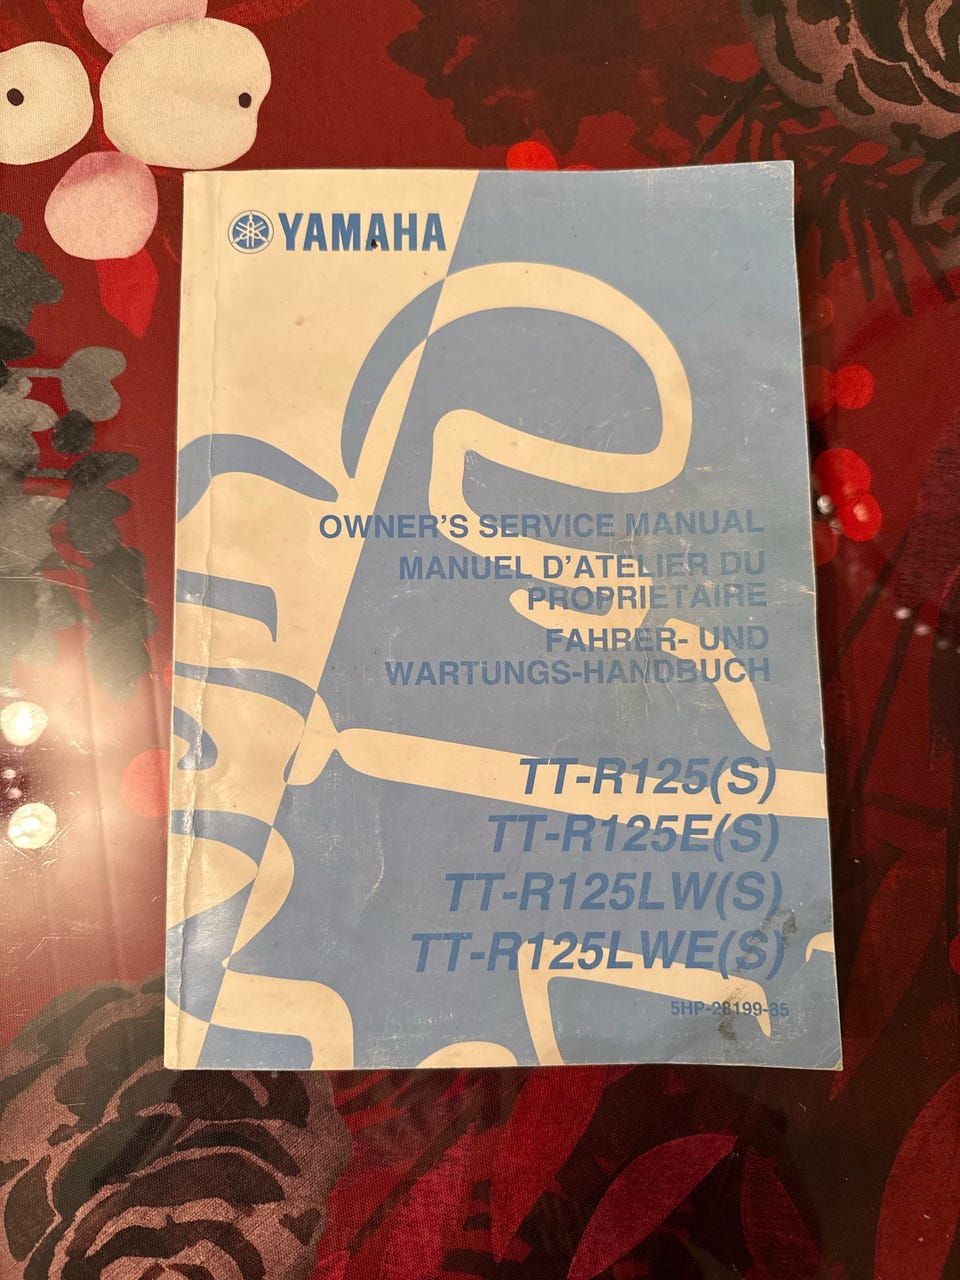 YAMAHA
OWNER'S SERVICE MANUAL
MANUEL D'ATELIER DU
PROPRIETAIRE
FAHRER- UND
WARTUNGS-HANDBUCH
TT-R125(S)
TT-R125E(S)
TT-R125LW(S)
TT-R125LWE(S)
5HP-28199-85